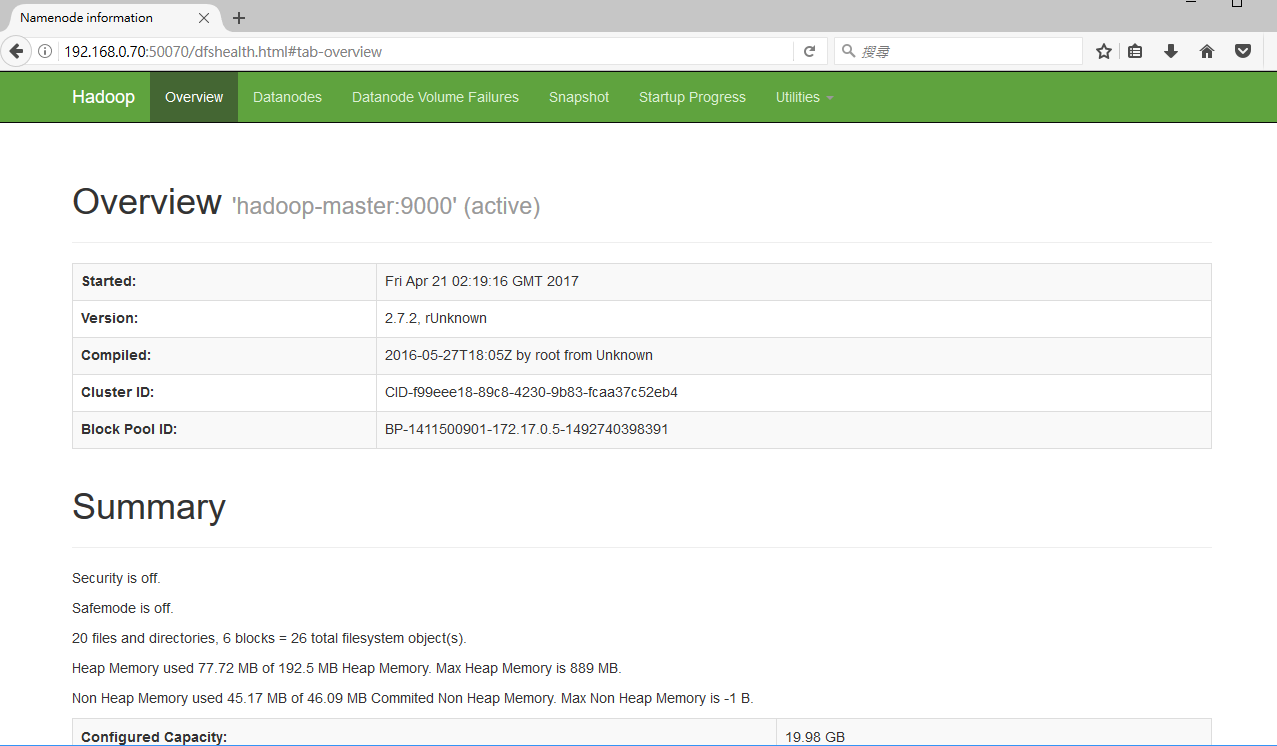 Namenode information
192.168.0.70:50070/dfshealth.html#tab-overview
搜尋
Hadoop Overview Datanodes Datanode Volume Failures Snapshot Startup Progress Utilities
Overview 'hadoop-master:9000' (active)
Started: Fri Apr 21 02:19:16 GMT 2017
Version: 2.7.2, rUnknown
Compiled: 2016-05-27T18:05Z by root from Unknown
Cluster ID: CID-f99eee18-89c8-4230-9b83-fcaa37c52eb4
Block Pool ID: BP-1411500901-172.17.0.5-1492740398391
Summary
Security is off.
Safemode is off.
20 files and directories, 6 blocks = 26 total filesystem object(s).
Heap Memory used 77.72 MB of 192.5 MB Heap Memory. Max Heap Memory is 889 MB.
Non Heap Memory used 45.17 MB of 46.09 MB Commited Non Heap Memory. Max Non Heap Memory is -1 B.
Configured Capacity: 19.98 GB